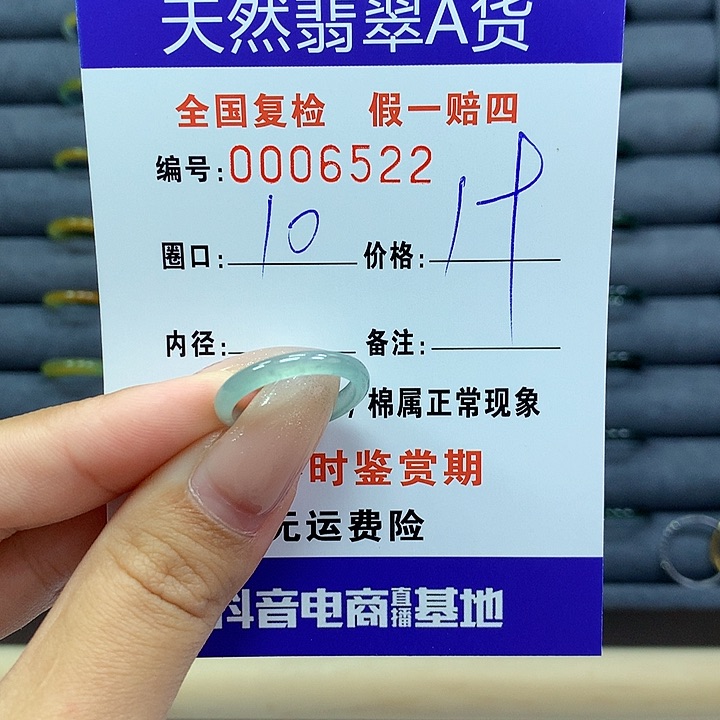 天然翡翠A货
全国复检 假一赔四
编号:0006522
圈口: 10 价格:
内径: 备注:
棉属正常现象
时鉴赏期
元运费险
抖音电商直播基地